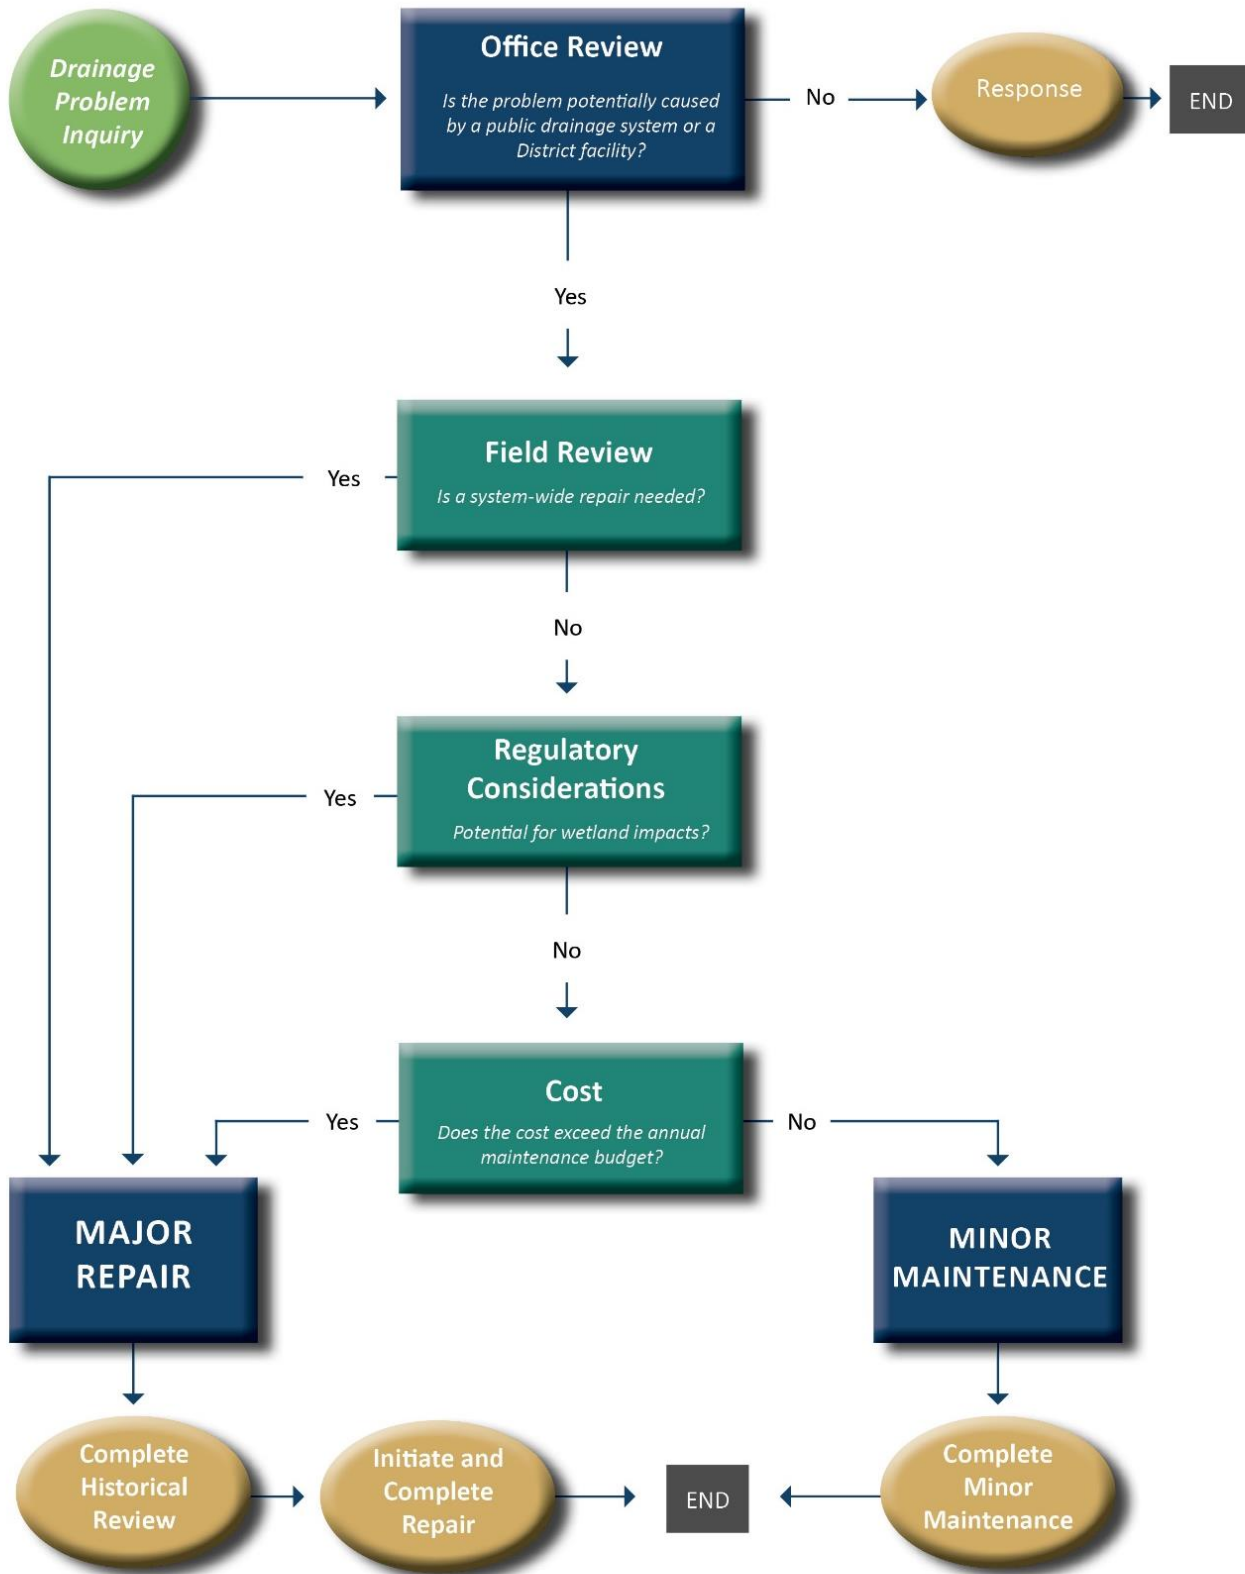 Drainage
Problem
Inquiry
Office Review
Is the problem potentially caused
by a public drainage system or a
District facility?
No
Response
END
Yes
Field Review
Is a system-wide repair needed?
Yes
No
Regulatory
Considerations
Potential for wetland impacts?
Yes
No
Cost
Does the cost exceed the annual
maintenance budget?
Yes
No
MAJOR
REPAIR
MINOR
MAINTENANCE
Complete
Historical
Review
Initiate and
Complete
Repair
END
Complete
Minor
Maintenance